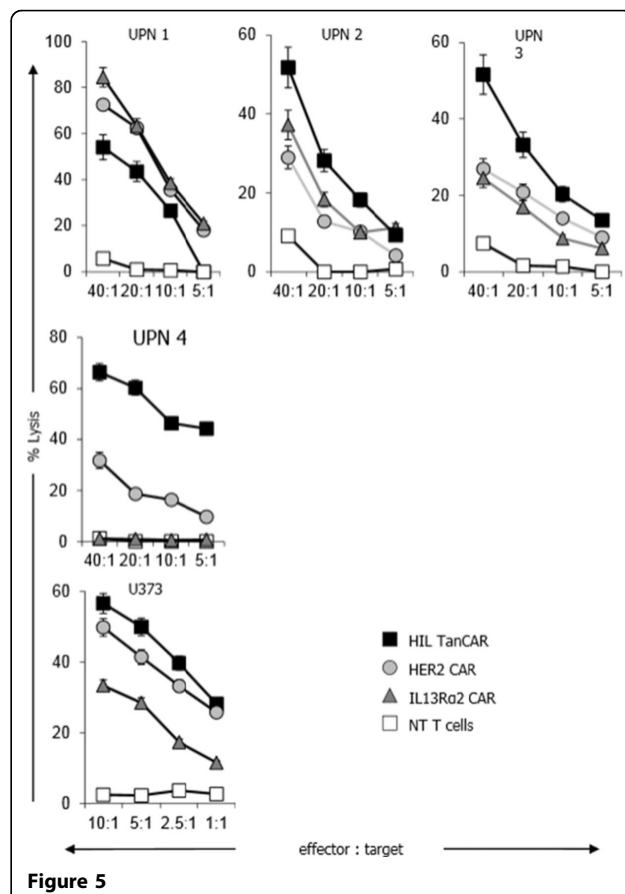 UPN 1
UPN 2
UPN
3
100
80
60
40
20
0
40:1 20:1 10:1 5:1
60
40
20
0
40:1 20:1 10:1 5:1
60
40
20
0
40:1 20:1 10:1 5:1
UPN 4
80
60
40
20
0
40:1 20:1 10:1 5:1
% Lysis
U373
60
40
20
0
10:1 5:1 2.5:1 1:1
HIL TanCAR
HER2 CAR
IL13Rα2 CAR
NT T cells
effector : target
Figure 5